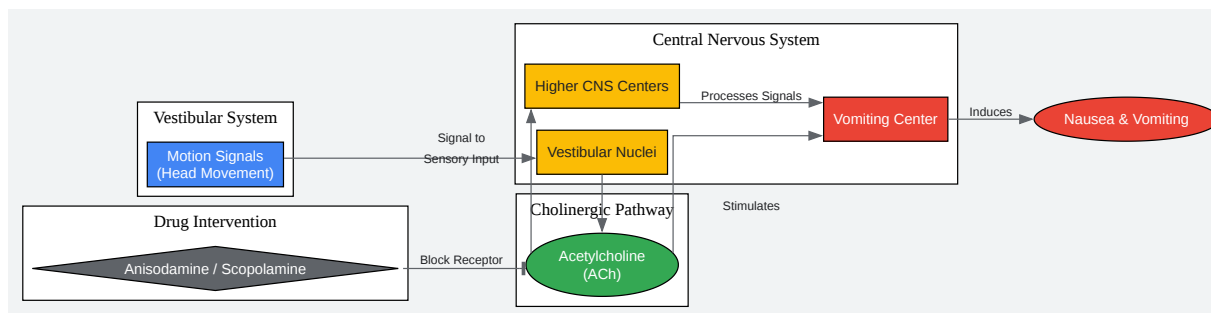 Central Nervous System
Higher CNS Centers
Processes Signals
Vomiting Center
Induces
Nausea & Vomiting
Vestibular System
Motion Signals
(Head Movement)
Signal to
Sensory Input
Vestibular Nuclei
Drug Intervention
Anisodamine / Scopolamine
Block Receptor
Cholinergic Pathway
Acetylcholine
(ACh)
Stimulates